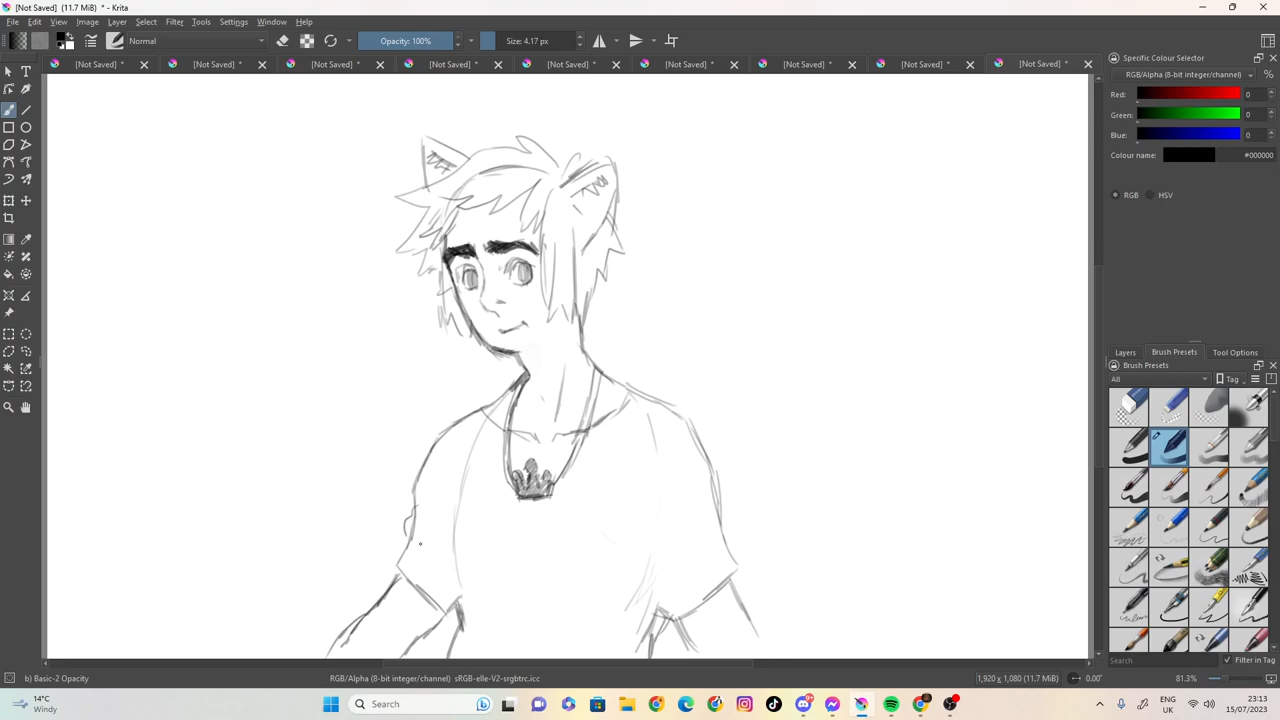 [Not Saved] (11.7 MiB) * - Krita
File Edit View Image Layer Select Filter Settings Window Help
Normal Opacity: 100% Size: 4.17 px
[Not Saved] * [Not Saved] * [Not Saved] * [Not Saved] * [Not Saved] * [Not Saved] * [Not Saved] * [Not Saved] * [Not Saved] *
Specific Colour Selector
RGB/Alpha (8-bit integer/channel) %
Red: 0
Green: 0
Blue: 0
Colour name: #000000
RGB HSV
Layers Brush Presets Tool Options
Brush Presets
All Tag
Search Filter in Tag
b) Basic-2 Opacity RGB/Alpha (8-bit integer/channel) sRGB-elle-V2-srgbtrc.icc 1,920 x 1,080 (11.7 MiB) 0.00° 81.3%
14°C
Windy
Search
9+
ENG
UK
23:13
15/07/2023